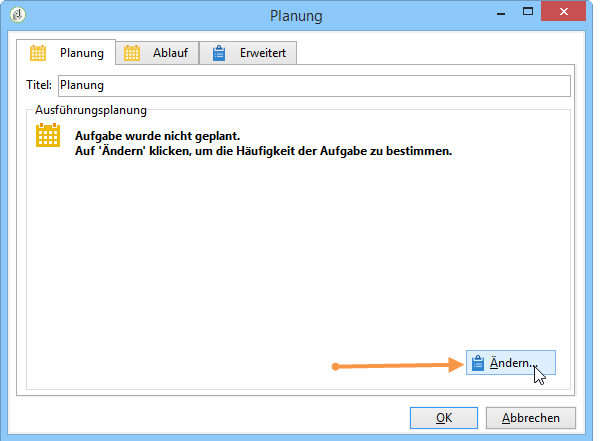 Planung
Planung Ablauf Erweitert
Titel: Planung
Ausführungsplanung
Aufgabe wurde nicht geplant.
Auf 'Ändern' klicken, um die Häufigkeit der Aufgabe zu bestimmen.
Ändern...
OK Abbrechen